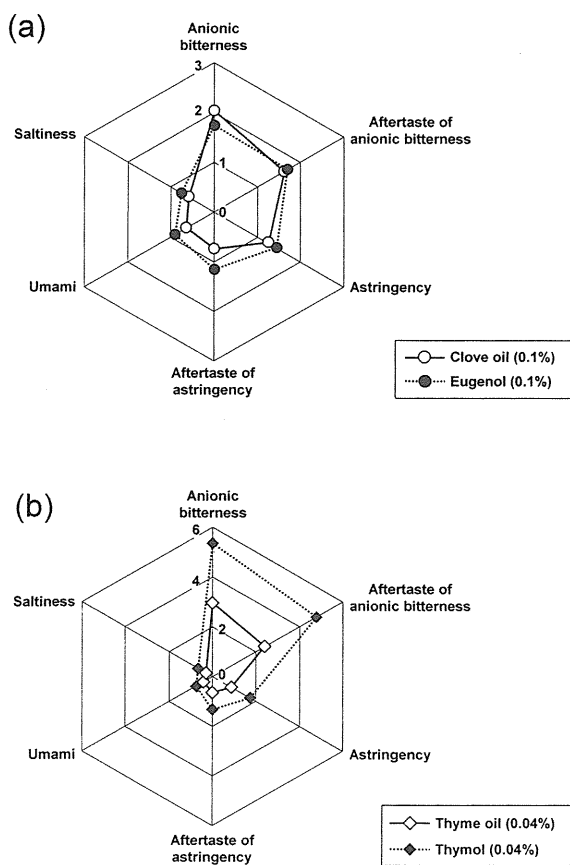 (a)
Anionic
bitterness
3
2
1
0
Saltiness
Aftertaste of
anionic bitterness
Umami
Astringency
Aftertaste of
astringency
Clove oil (0.1%)
Eugenol (0.1%)
(b)
Anionic
bitterness
6
4
2
0
Saltiness
Aftertaste of
anionic bitterness
Umami
Astringency
Aftertaste of
astringency
Thyme oil (0.04%)
Thymol (0.04%)